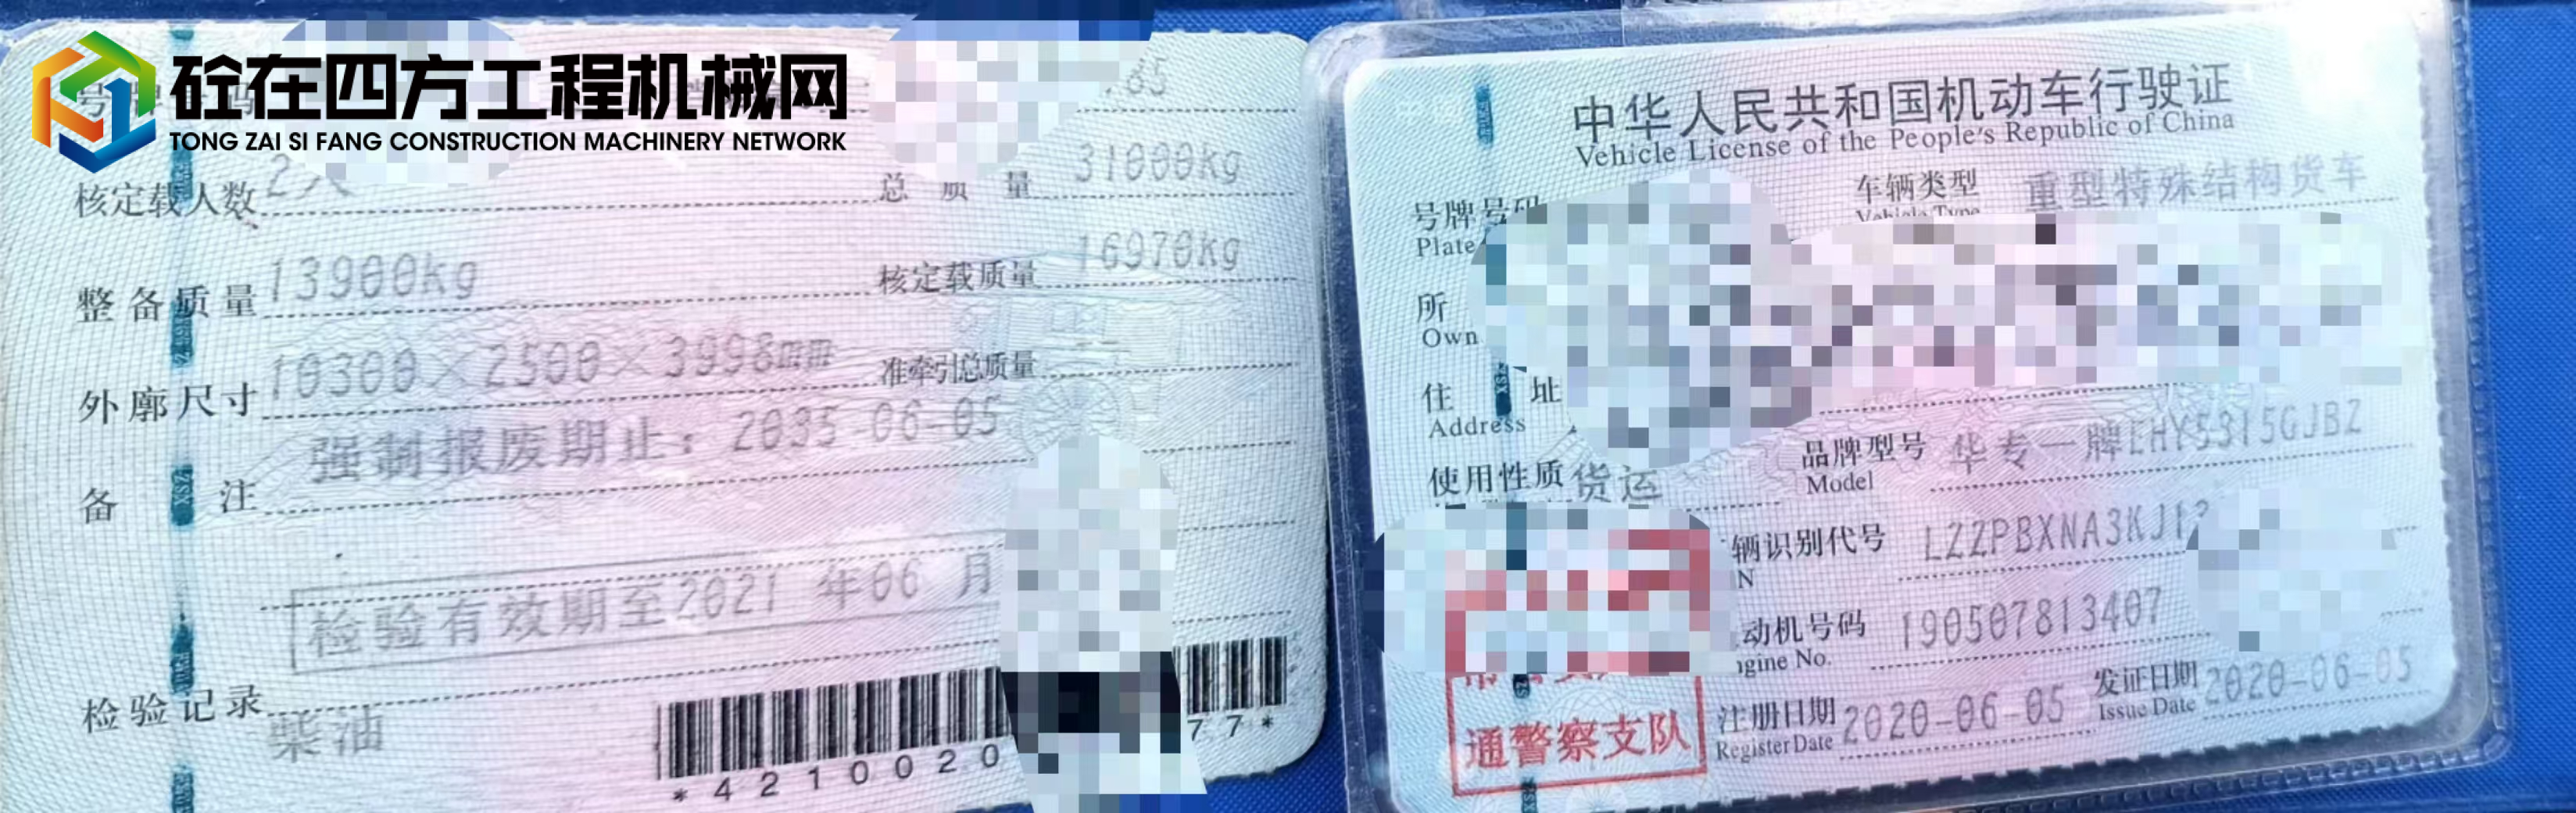 砼在四方工程机械网
TONG ZAI SI FANG CONSTRUCTION MACHINERY NETWORK
核定载人数 2人 总质量 31000kg
整备质量 13900kg 核定载质量 16970kg
外廓尺寸 10300×2500×3998mm 准牵引总质量 --
备注 强制报废期止：2035-06-05
检验有效期至2021年06月
检验记录
柴油
*4210020
77*
中华人民共和国机动车行驶证
Vehicle License of the People's Republic of China
号牌号码 车辆类型 重型特殊结构货车
Plate Vehicle Type
所
Own
住址
Address
使用性质 货运 品牌型号 华专一牌EHY5315GJBZ
Model
辆识别代号 LZZPBXNA3KJ1
N
动机号码 190507813407
gine No.
注册日期 2020-06-05 发证日期 2020-06-05
Register Date Issue Date
通警察支队